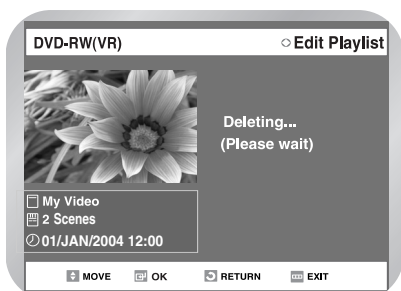 DVD-RW(VR) Edit Playlist
Deleting...
(Please wait)
My Video
2 Scenes
01/JAN/2004 12:00
MOVE OK RETURN EXIT